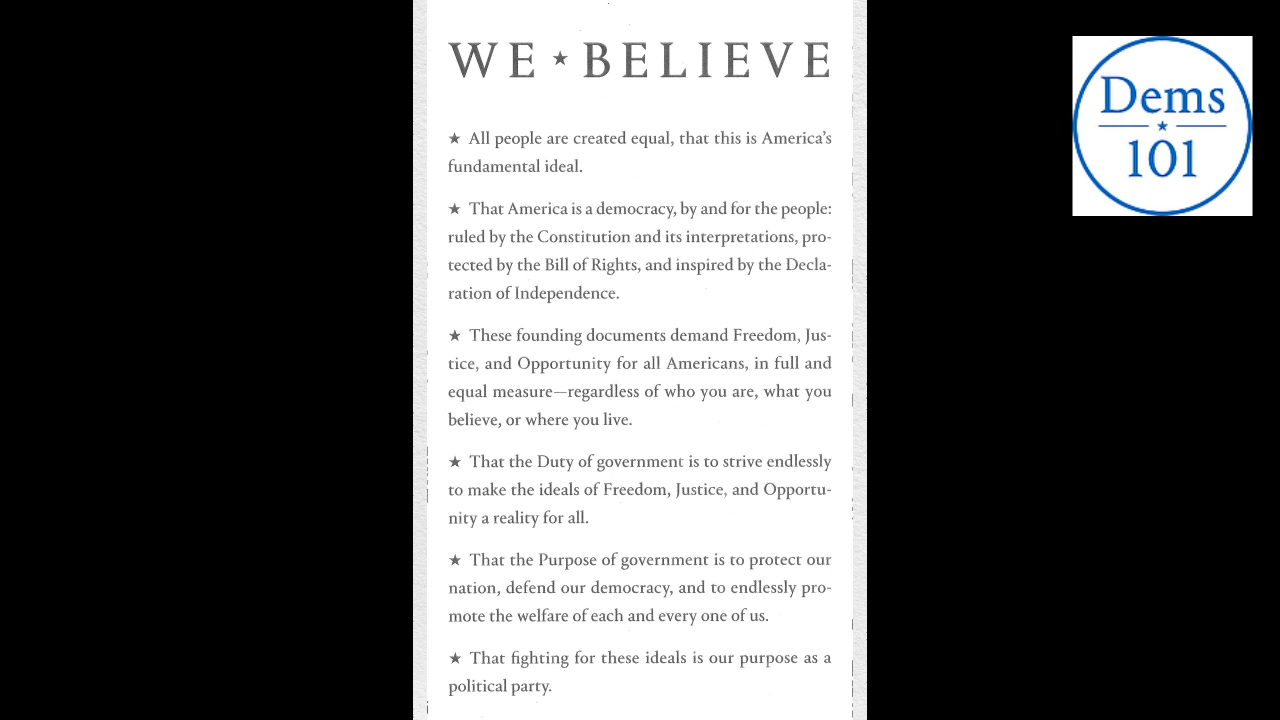 WE ★ BELIEVE
★ All people are created equal, that this is America's
fundamental ideal.
★ That America is a democracy, by and for the people:
ruled by the Constitution and its interpretations, pro-
tected by the Bill of Rights, and inspired by the Decla-
ration of Independence.
★ These founding documents demand Freedom, Jus-
tice, and Opportunity for all Americans, in full and
equal measure—regardless of who you are, what you
believe, or where you live.
★ That the Duty of government is to strive endlessly
to make the ideals of Freedom, Justice, and Opportu-
nity a reality for all.
★ That the Purpose of government is to protect our
nation, defend our democracy, and to endlessly pro-
mote the welfare of each and every one of us.
★ That fighting for these ideals is our purpose as a
political party.
Dems
★
101